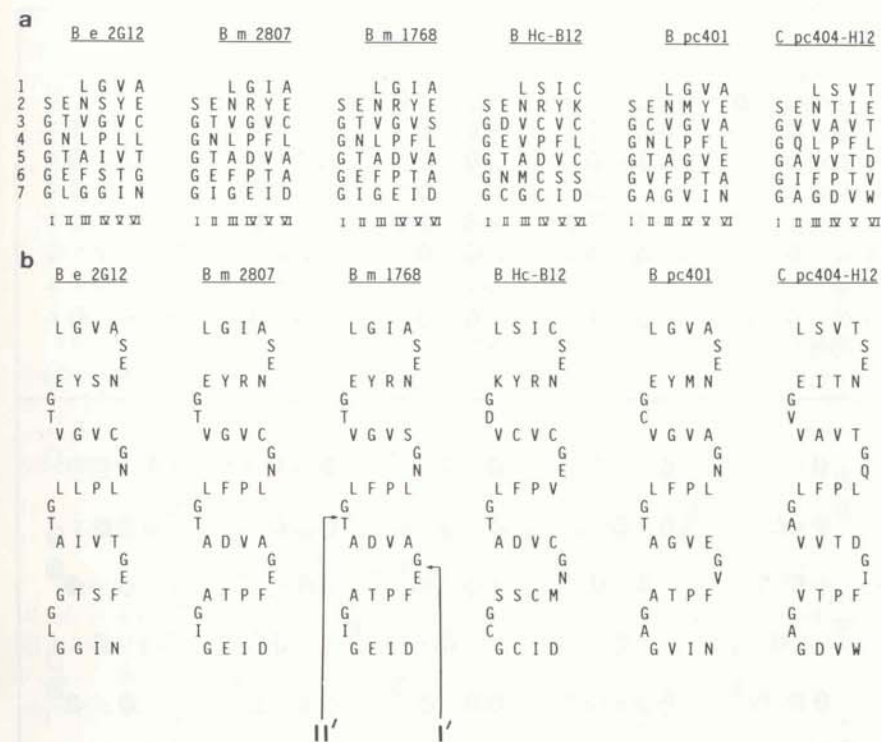 a
B e 2G12 B m 2807 B m 1768 B Hc-B12 B pc401 C pc404-H12
1 L G V A L G I A L G I A L S I C L G V A L S V T
2 S E N S Y E S E N R Y E S E N R Y E S E N R Y K S E N M Y E S E N T I E
3 G T V G V C G T V G V C G T V G V S G D V C V C G C V G V A G V V A V T
4 G N L P L L G N L P F L G N L P F L G E V P F L G N L P F L G Q L P F L
5 G T A I V T G T A D V A G T A D V A G T A D V C G T A G V E G A V V T D
6 G E F S T G G E F P T A G E F P T A G N M C S S G V F P T A G I F P T V
7 G L G G I N G I G E I D G I G E I D G C G C I D G A G V I N G A G D V W
I II III IV V VI I II III IV V VI I II III IV V VI I II III IV V VI I II III IV V VI I II III IV V VI
b
B e 2G12 B m 2807 B m 1768 B Hc-B12 B pc401 C pc404-H12
L G V A L G I A L G I A L S I C L G V A L S V T
S S S S S S
E E E E E E
E Y S N E Y R N E Y R N K Y R N E Y M N E I T N
G G G G G G
T T T D C V
V G V C V G V C V G V S V C V C V G V A V A V T
G G G G G G
N N N E N Q
L L P L L F P L L F P L L F P V L F P L L F P L
G G G G G G
T T T T T A
A I V T A D V A A D V A A D V C A G V E V V T D
G G G G G G
E E E N V I
G T S F A T P F A T P F S S C M A T P F V T P F
G G G G G G
L I I C A A
G G I N G E I D G E I D G C I D G V I N G D V W
II′ I′